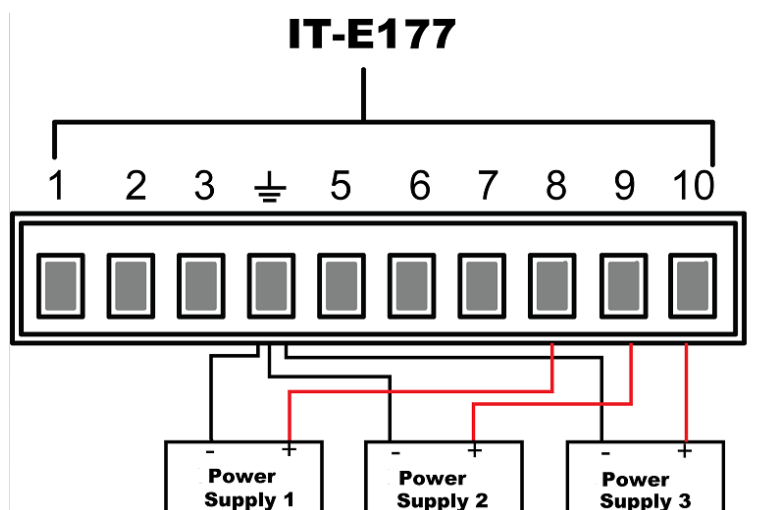 IT-E177
1 2 3 5 6 7 8 9 10
- + - + - +
Power Power Power
Supply 1 Supply 2 Supply 3